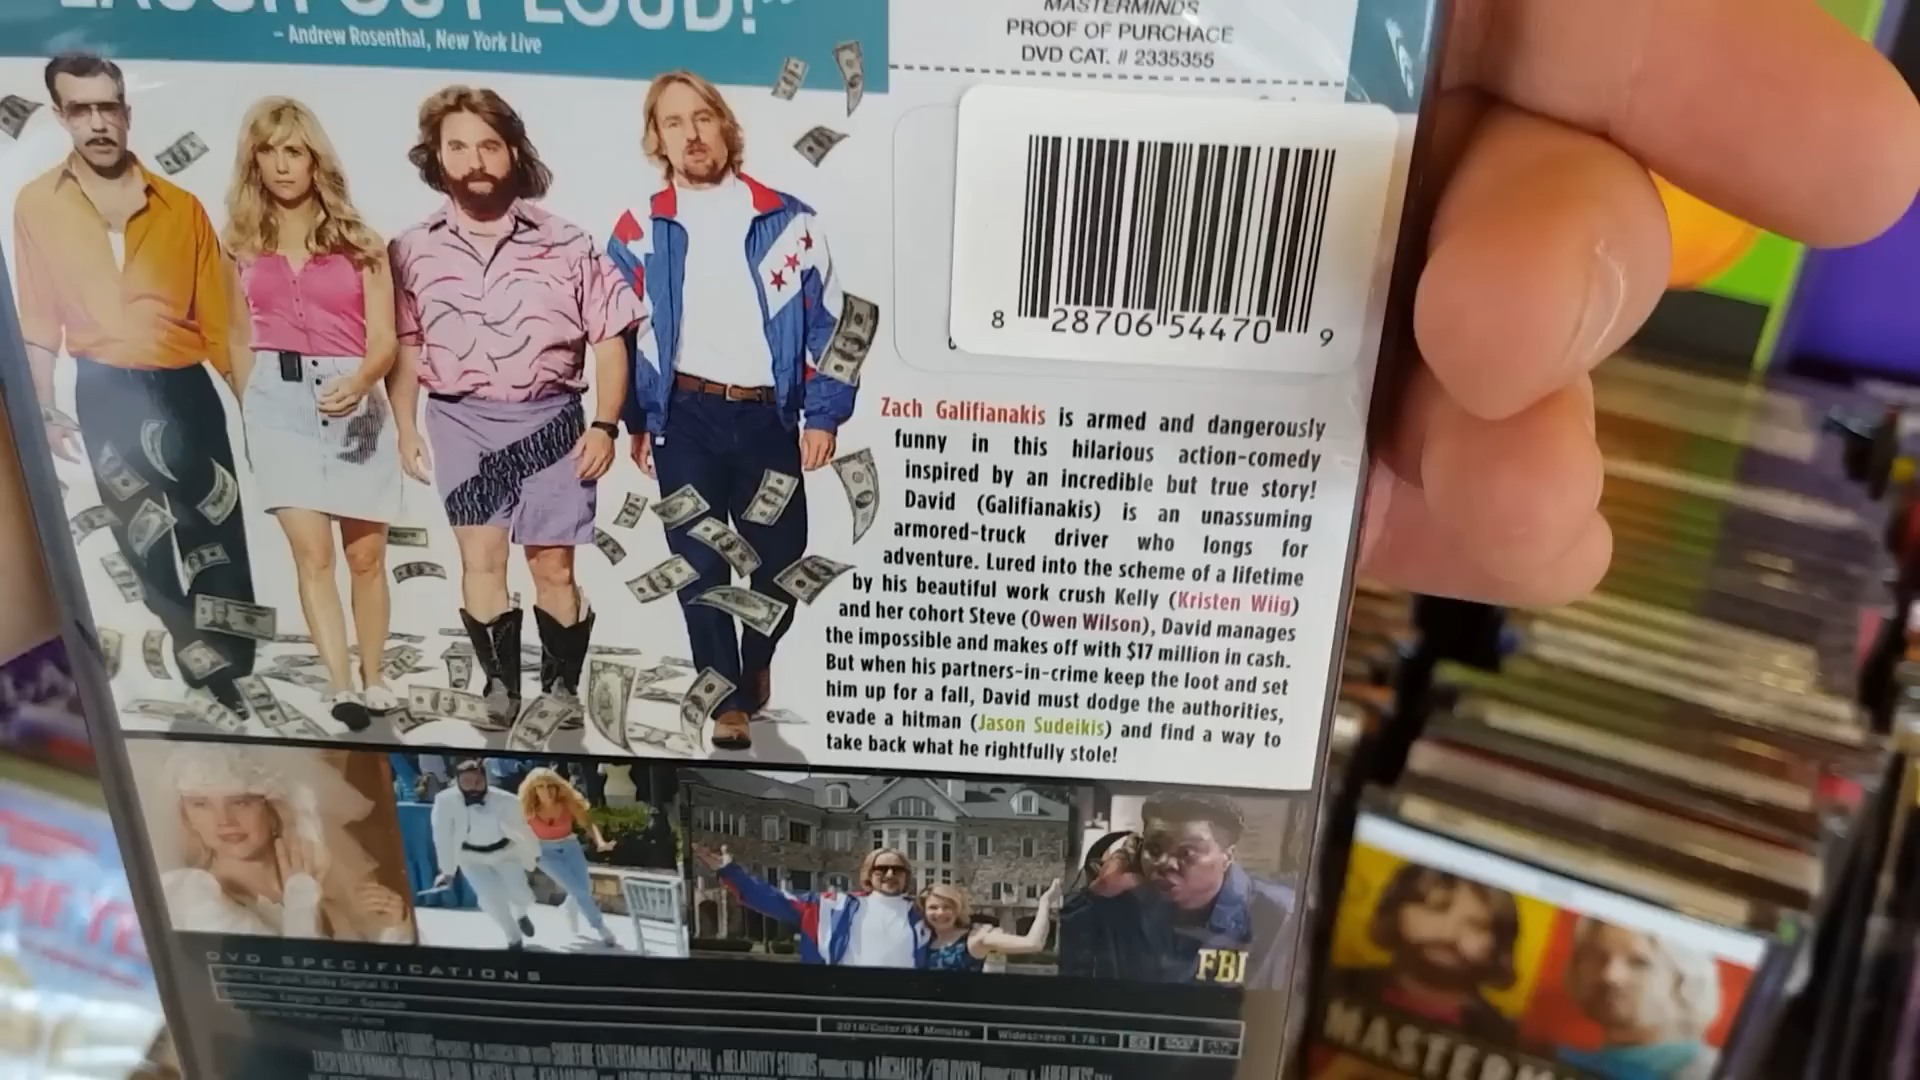 LAUGH OUT LOUD!"
– Andrew Rosenthal, New York Live
MASTERMINDS
PROOF OF PURCHACE
DVD CAT. # 2335355
8 28706 54470 9
Zach Galifianakis is armed and dangerously
funny in this hilarious action-comedy
inspired by an incredible but true story!
David (Galifianakis) is an unassuming
armored-truck driver who longs for
adventure. Lured into the scheme of a lifetime
by his beautiful work crush Kelly (Kristen Wiig)
and her cohort Steve (Owen Wilson), David manages
the impossible and makes off with $17 million in cash.
But when his partners-in-crime keep the loot and set
him up for a fall, David must dodge the authorities,
evade a hitman (Jason Sudeikis) and find a way to
take back what he rightfully stole!
FBI
DVD SPECIFICATIONS
2016/Color/94 Minutes
Widescreen 1.78:1
RELATIVITY STUDIOS
ENTERTAINMENT CAPITAL
RELATIVITY STUDIOS
MASTERM